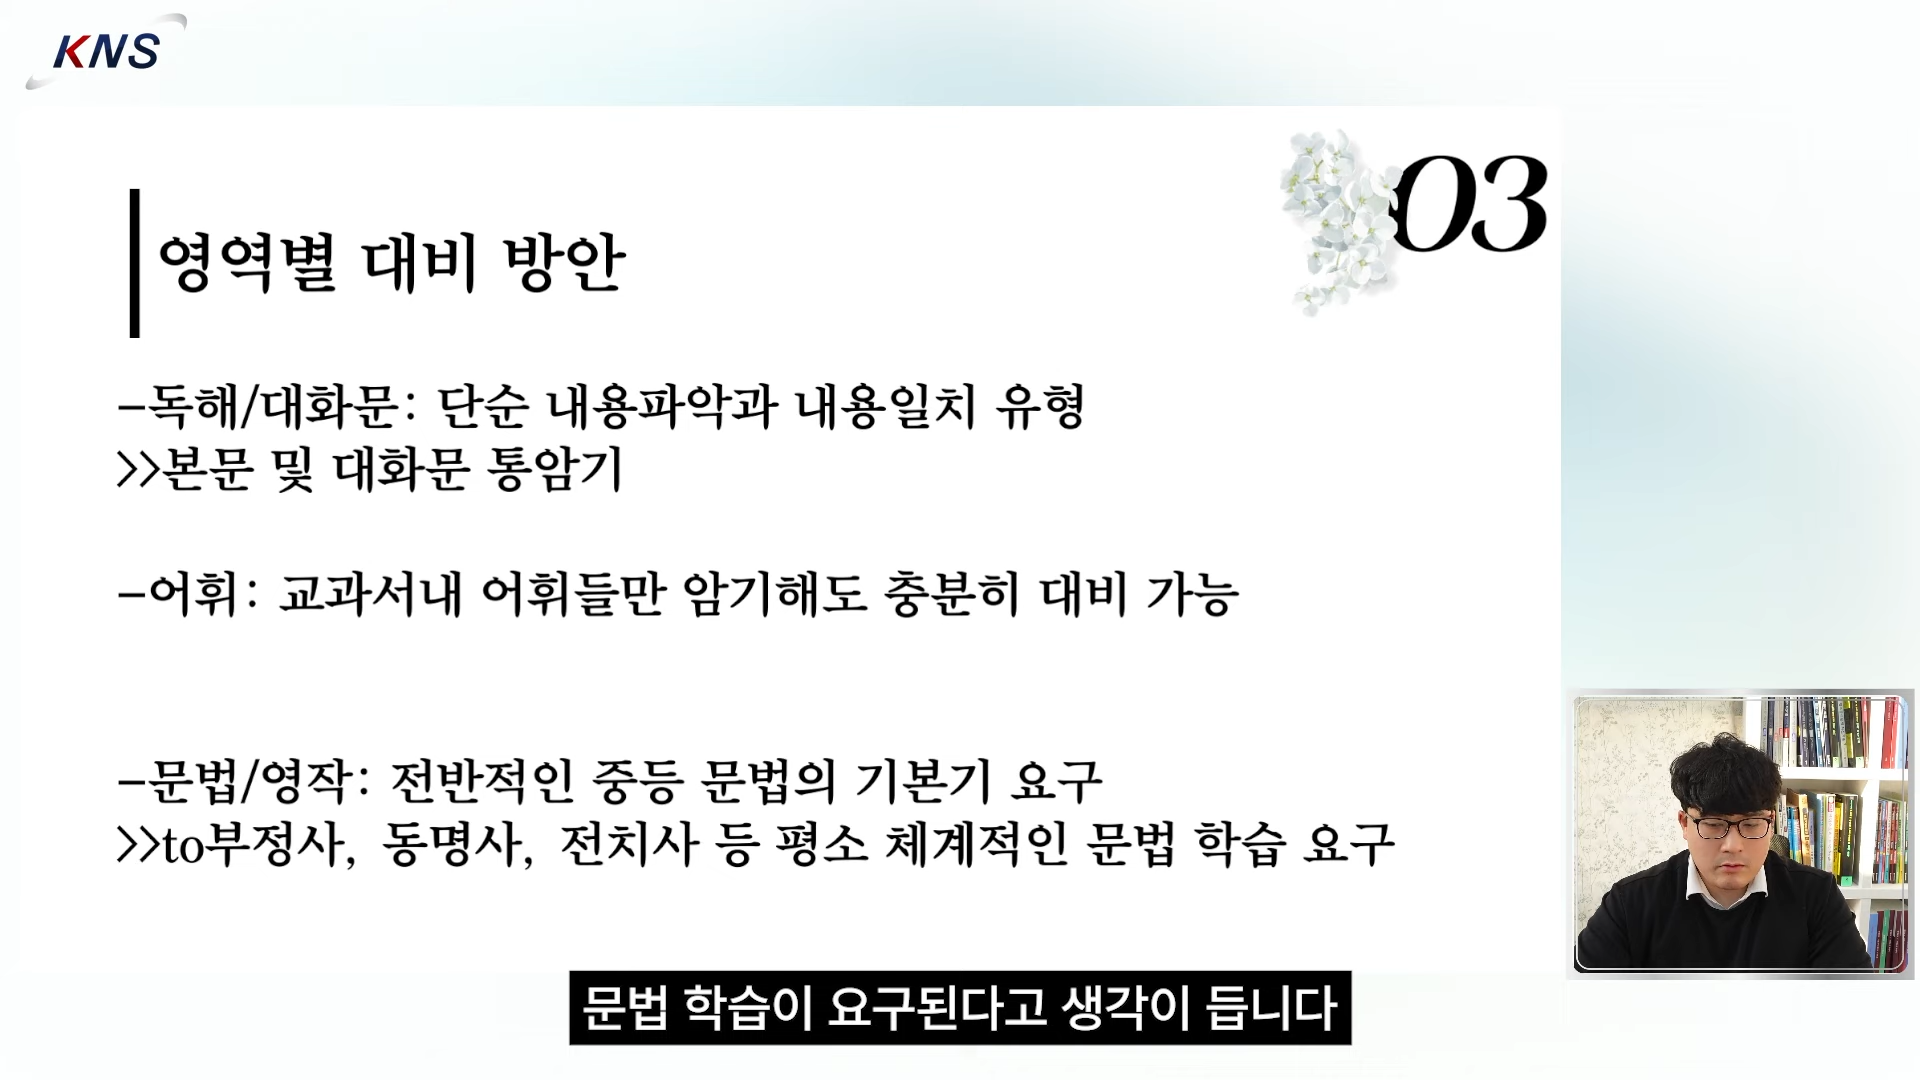 KNS
03
영역별 대비 방안
-독해/대화문: 단순 내용파악과 내용일치 유형
>>본문 및 대화문 통암기
-어휘: 교과서내 어휘들만 암기해도 충분히 대비 가능
-문법/영작: 전반적인 중등 문법의 기본기 요구
>>to부정사, 동명사, 전치사 등 평소 체계적인 문법 학습 요구
문법 학습이 요구된다고 생각이 듭니다